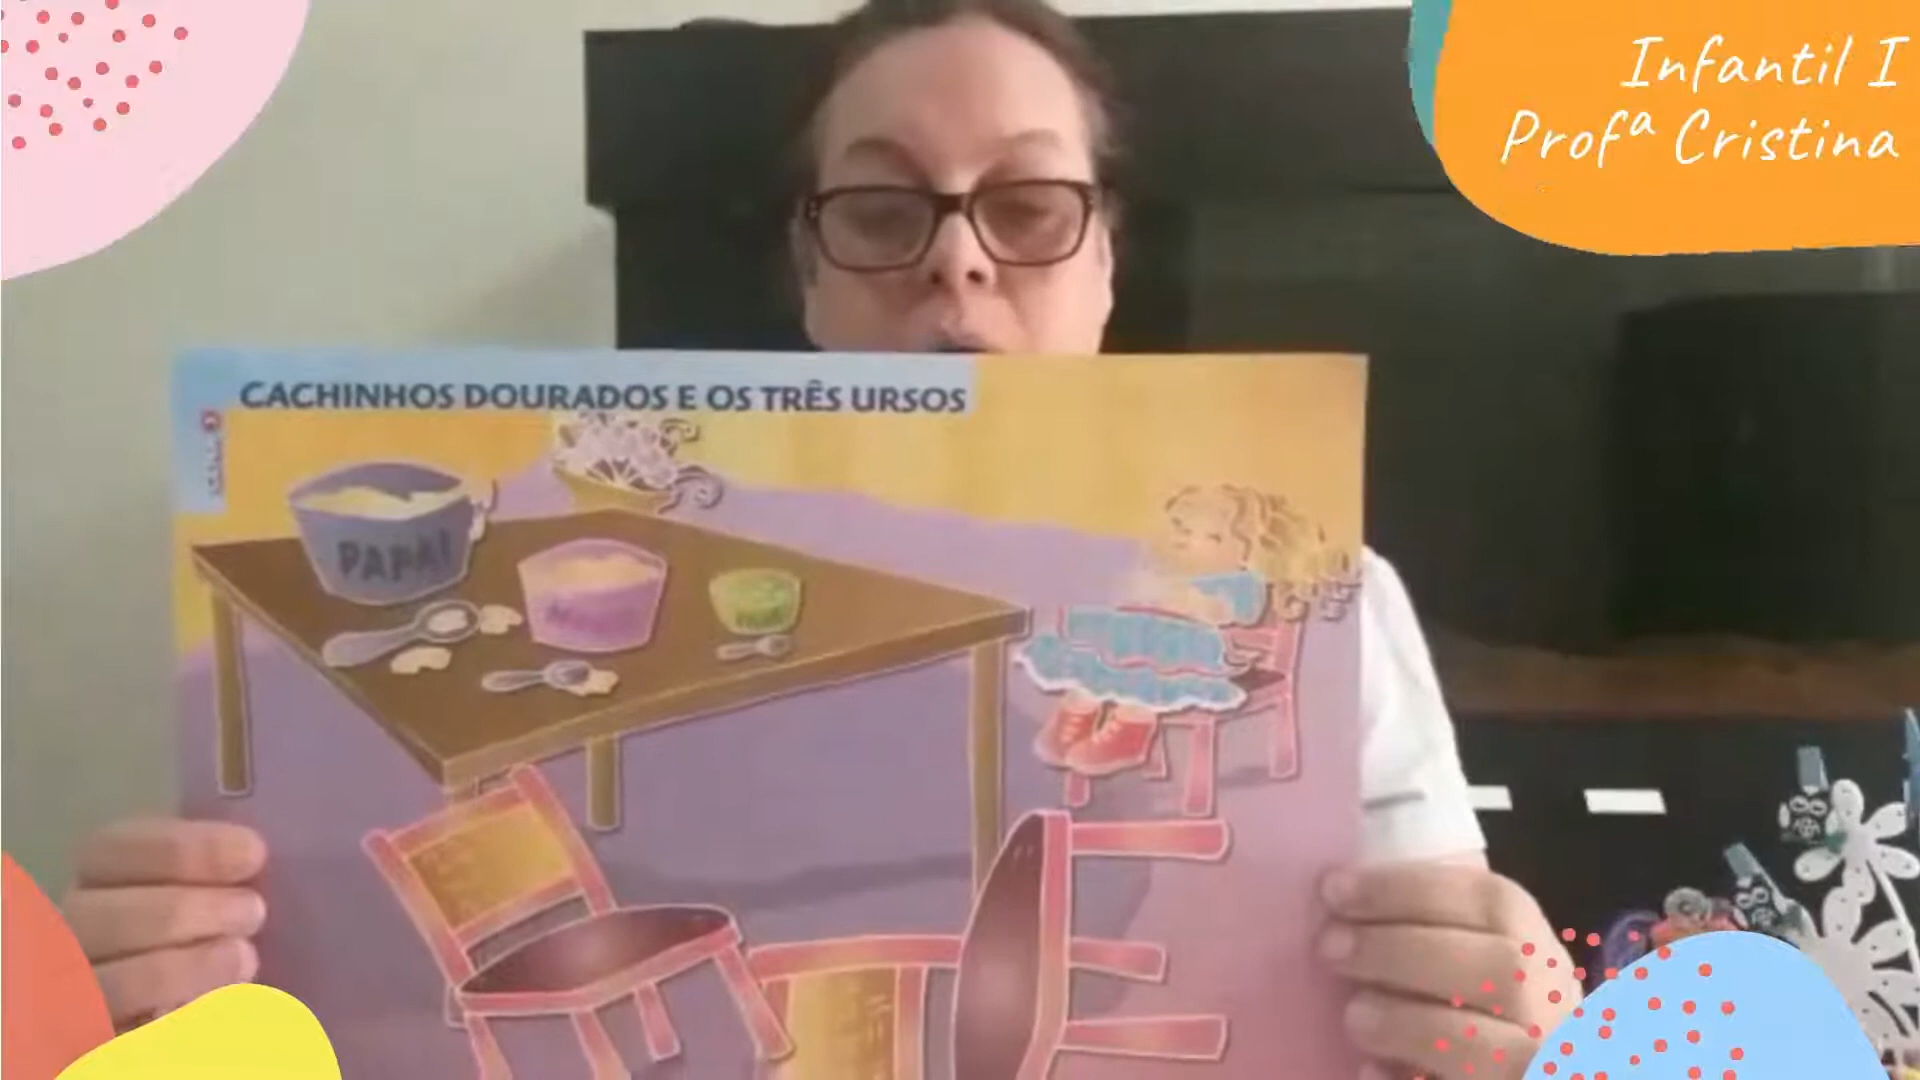 Infantil I
Profª Cristina
CACHINHOS DOURADOS E OS TRÊS URSOS
PAPAI